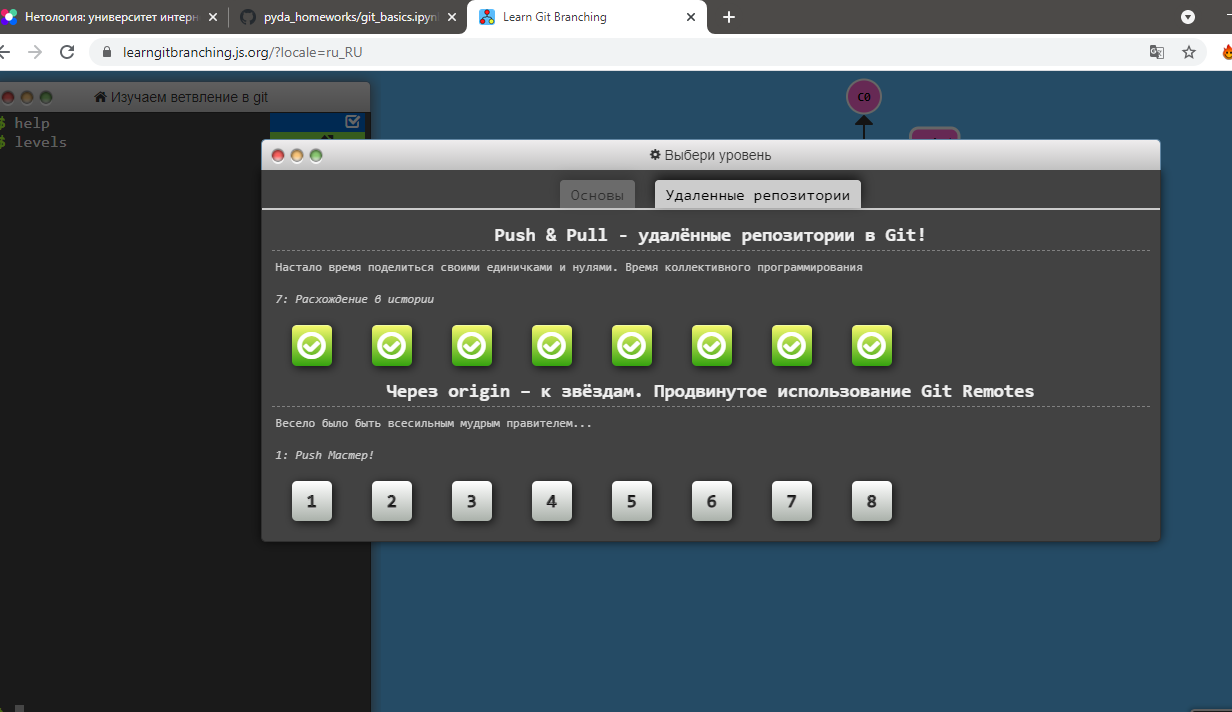 Нетология: университет интерн
pyda_homeworks/git_basics.ipyn
Learn Git Branching
learngitbranching.js.org/?locale=ru_RU
Изучаем ветвление в git
$ help
$ levels
C0
Выбери уровень
Основы
Удаленные репозитории
Push & Pull - удалённые репозитории в Git!
Настало время поделиться своими единичками и нулями. Время коллективного программирования
7: Расхождение в истории
Через origin – к звёздам. Продвинутое использование Git Remotes
Весело было быть всесильным мудрым правителем...
1: Push Мастер!
1 2 3 4 5 6 7 8